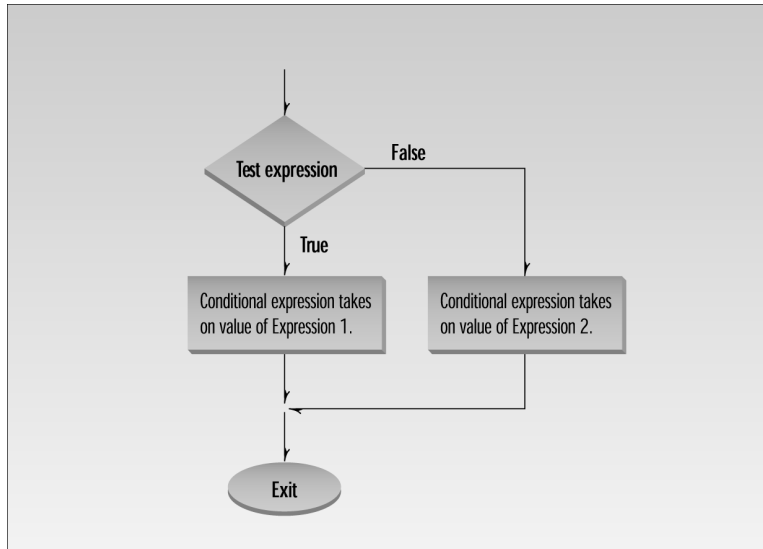 Test expression
False
True
Conditional expression takes
on value of Expression 1.
Conditional expression takes
on value of Expression 2.
Exit